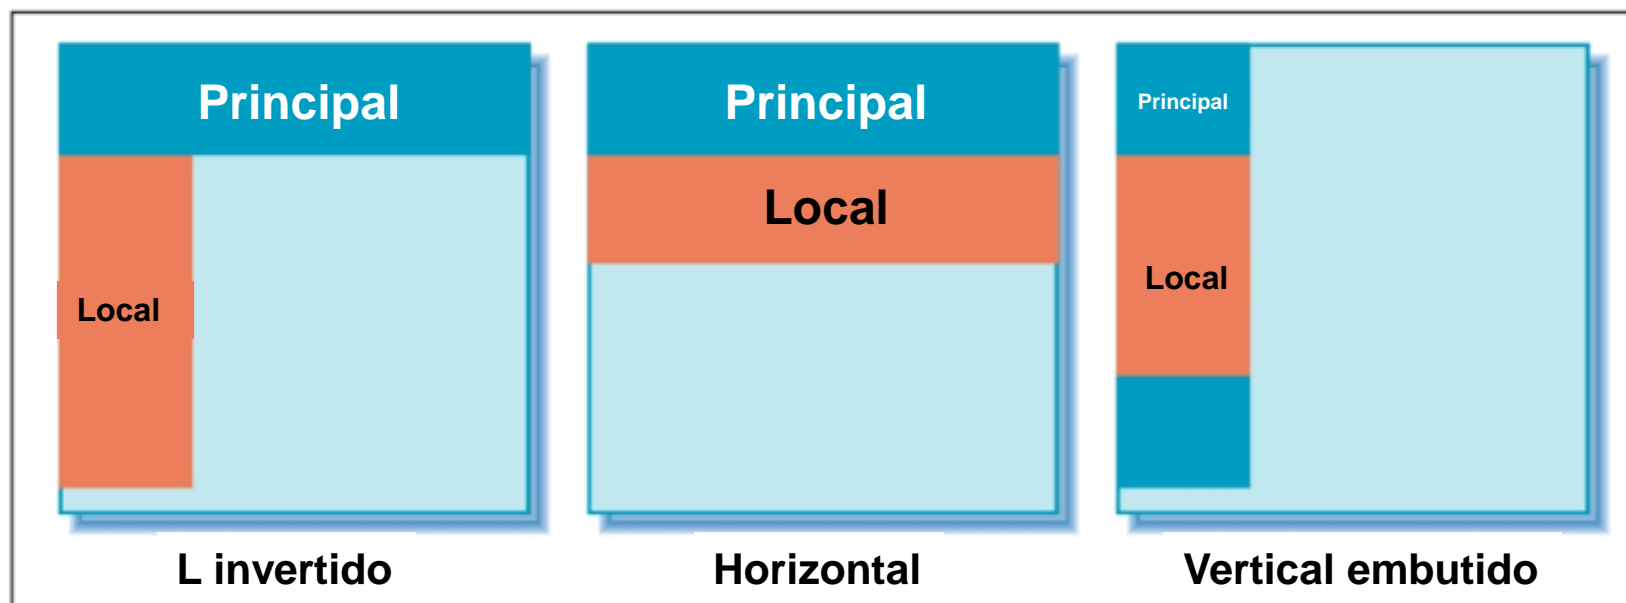 Principal
Local
L invertido
Principal
Local
Horizontal
Principal
Local
Vertical embutido